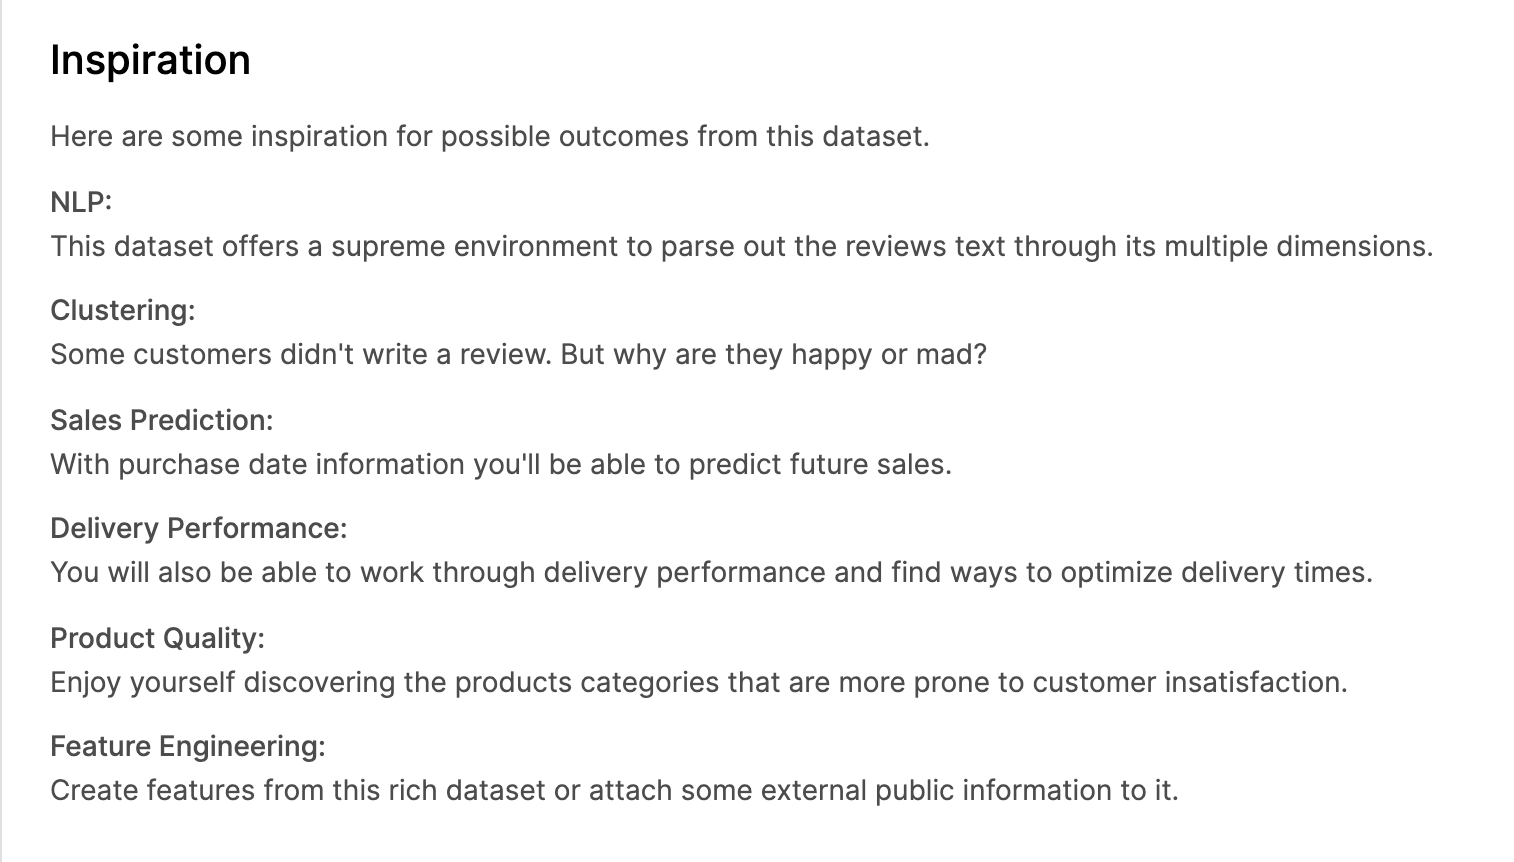 Inspiration
Here are some inspiration for possible outcomes from this dataset.
NLP:
This dataset offers a supreme environment to parse out the reviews text through its multiple dimensions.
Clustering:
Some customers didn't write a review. But why are they happy or mad?
Sales Prediction:
With purchase date information you'll be able to predict future sales.
Delivery Performance:
You will also be able to work through delivery performance and find ways to optimize delivery times.
Product Quality:
Enjoy yourself discovering the products categories that are more prone to customer insatisfaction.
Feature Engineering:
Create features from this rich dataset or attach some external public information to it.